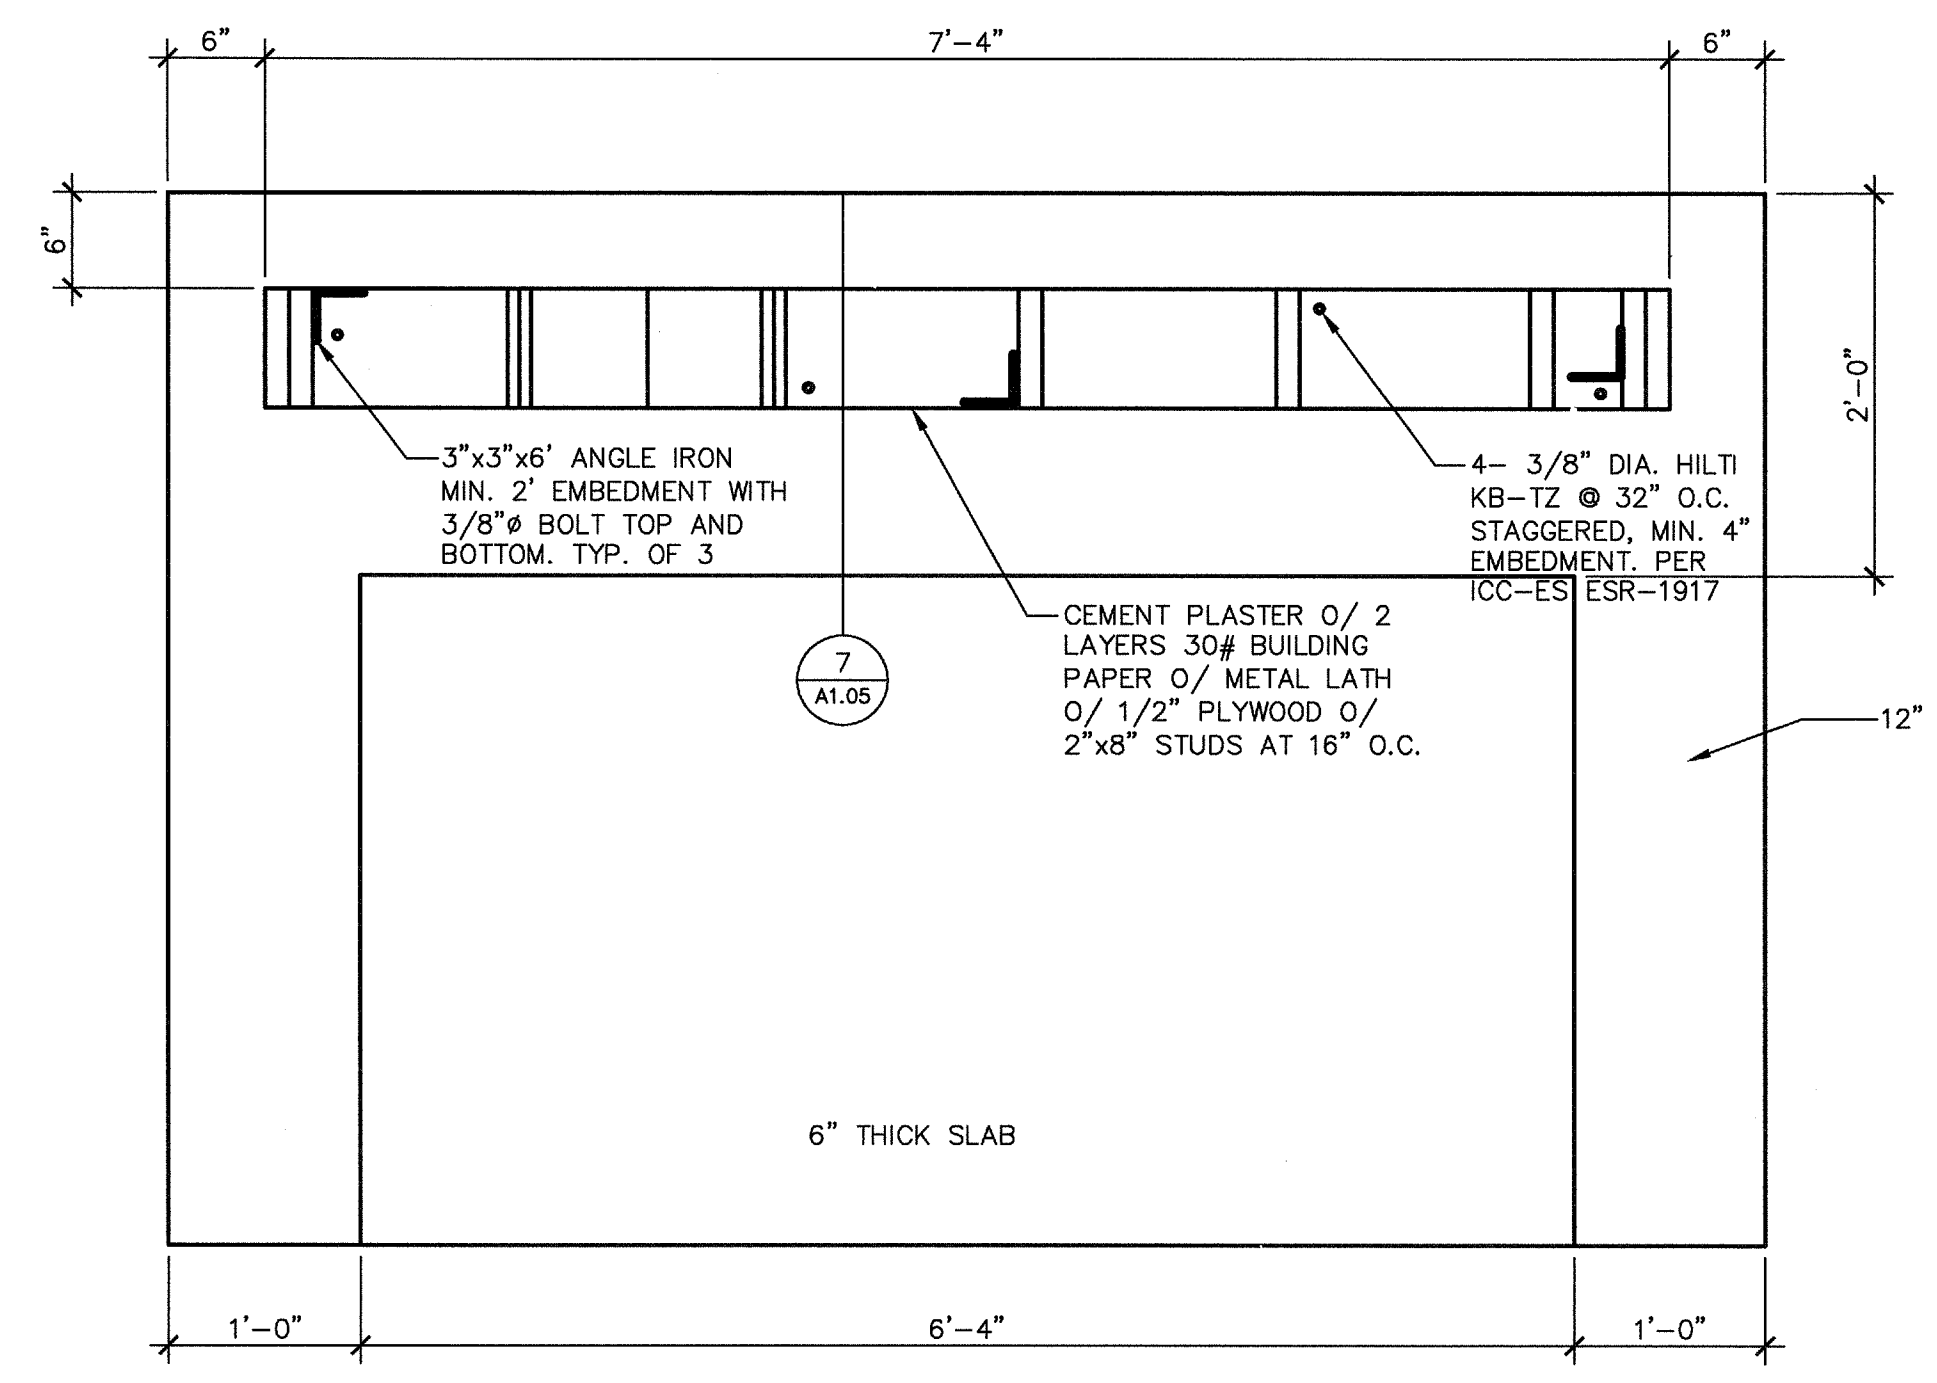 6"
7'-4"
6"
6"
2'-0"
3"x3"x6' ANGLE IRON
MIN. 2' EMBEDMENT WITH
3/8"ø BOLT TOP AND
BOTTOM. TYP. OF 3
4- 3/8" DIA. HILTI
KB-TZ @ 32" O.C.
STAGGERED, MIN. 4"
EMBEDMENT. PER
ICC-ES ESR-1917
CEMENT PLASTER O/ 2
LAYERS 30# BUILDING
PAPER O/ METAL LATH
O/ 1/2" PLYWOOD O/
2"x8" STUDS AT 16" O.C.
7
A1.05
12"
6" THICK SLAB
1'-0"
6'-4"
1'-0"